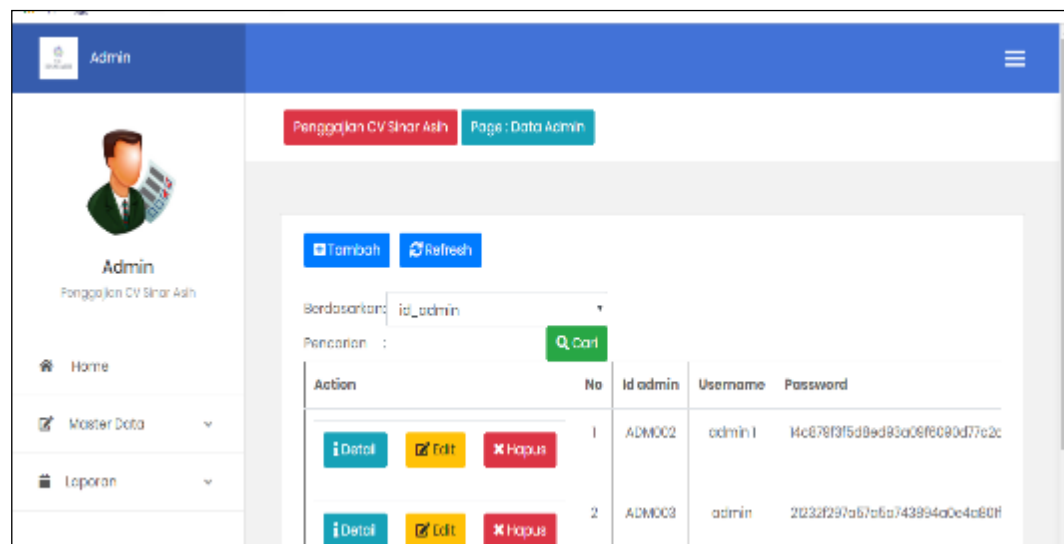 Admin
Penggajian CV Sinar Asih
Page : Data Admin
Admin
Penggajian CV Sinar Asih
Home
Master Data
Laporan
Tambah
Refresh
Berdasarkan: id_admin
Pencarian :
Cari
Action No Id admin Username Password
Detail Edit Hapus 1 ADM002 admin1
Detail Edit Hapus 2 ADM003 admin